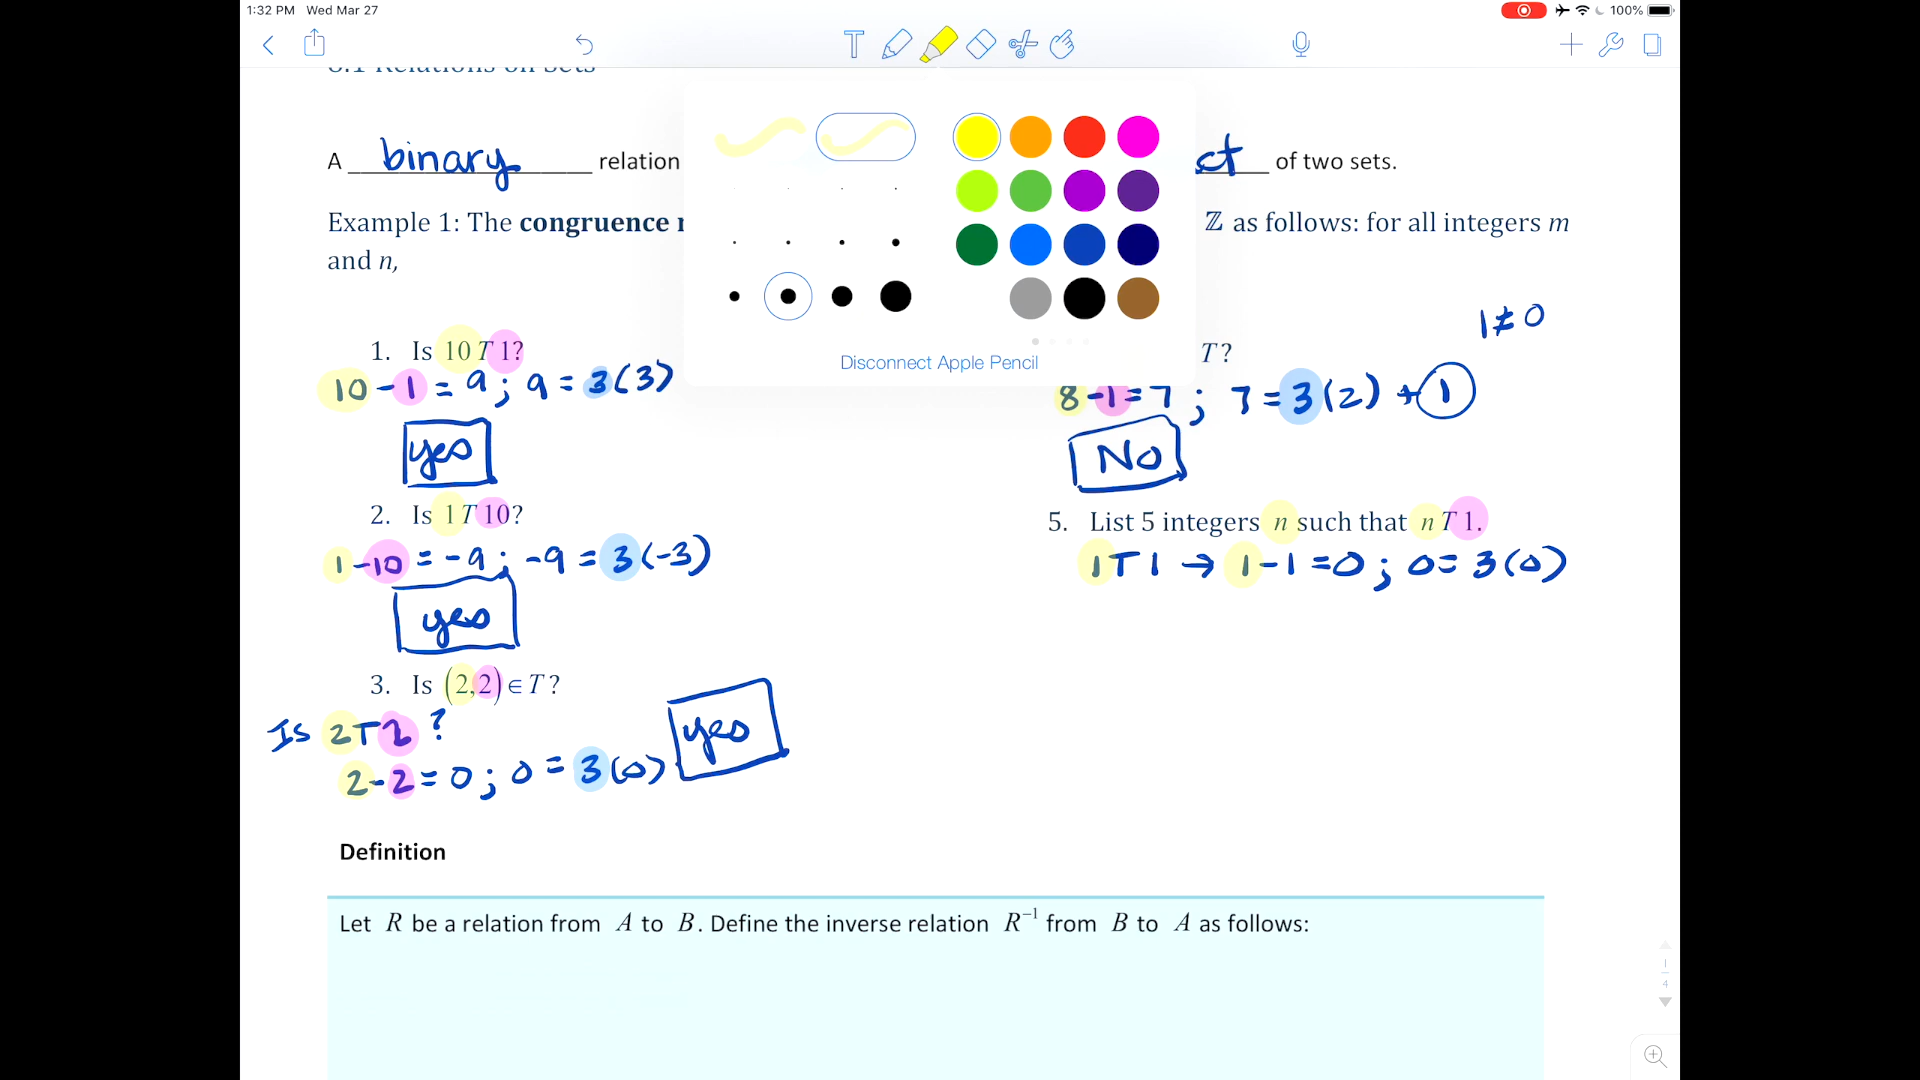 1:32 PM Wed Mar 27
100%
A binary relation
of two sets.
Example 1: The congruence
ℤ as follows: for all integers m
and n,
Disconnect Apple Pencil
1≠0
1. Is 10 T 1?
10-1=9; 9=3(3)
yes
T?
8-1=7; 7=3(2)+1
No
2. Is 1 T 10?
1-10=-9; -9=3(-3)
yes
3. Is (2,2)∈T?
Is 2T2?
2-2=0; 0=3(0)
yes
5. List 5 integers n such that n T 1.
1T1 → 1-1=0; 0=3(0)
Definition
Let R be a relation from A to B. Define the inverse relation R⁻¹ from B to A as follows:
1
4